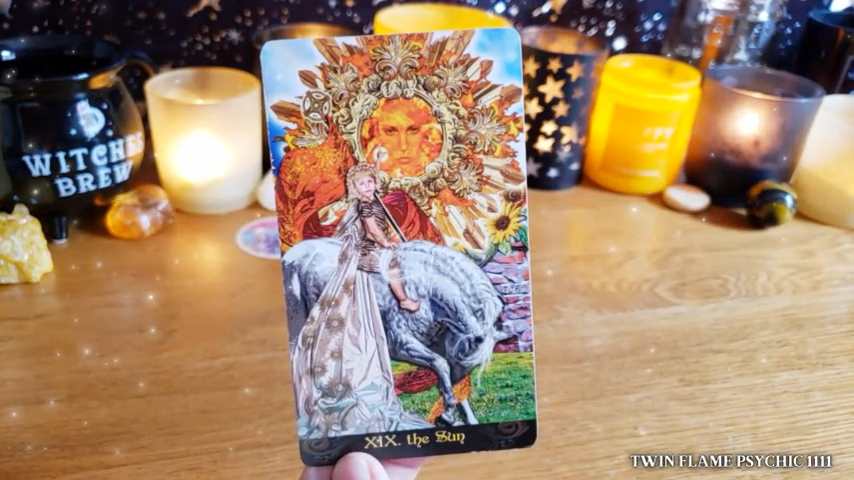 WITCHES
BREW
XIX. the Sun
TWIN FLAME PSYCHIC 1111